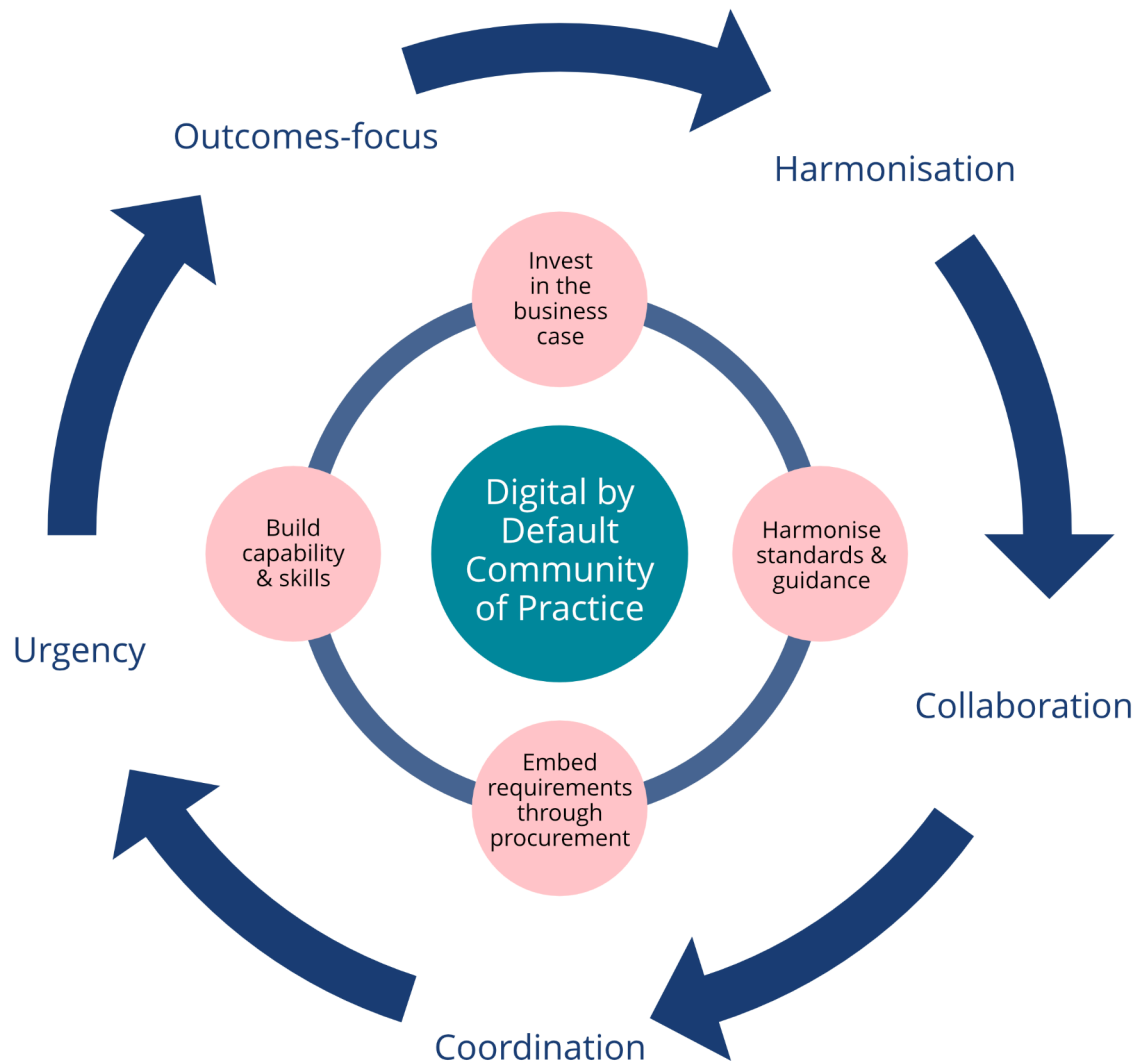 Outcomes-focus
Harmonisation
Invest
in the
business
case
Digital by
Default
Community
of Practice
Build
capability
& skills
Harmonise
standards &
guidance
Urgency
Collaboration
Embed
requirements
through
procurement
Coordination